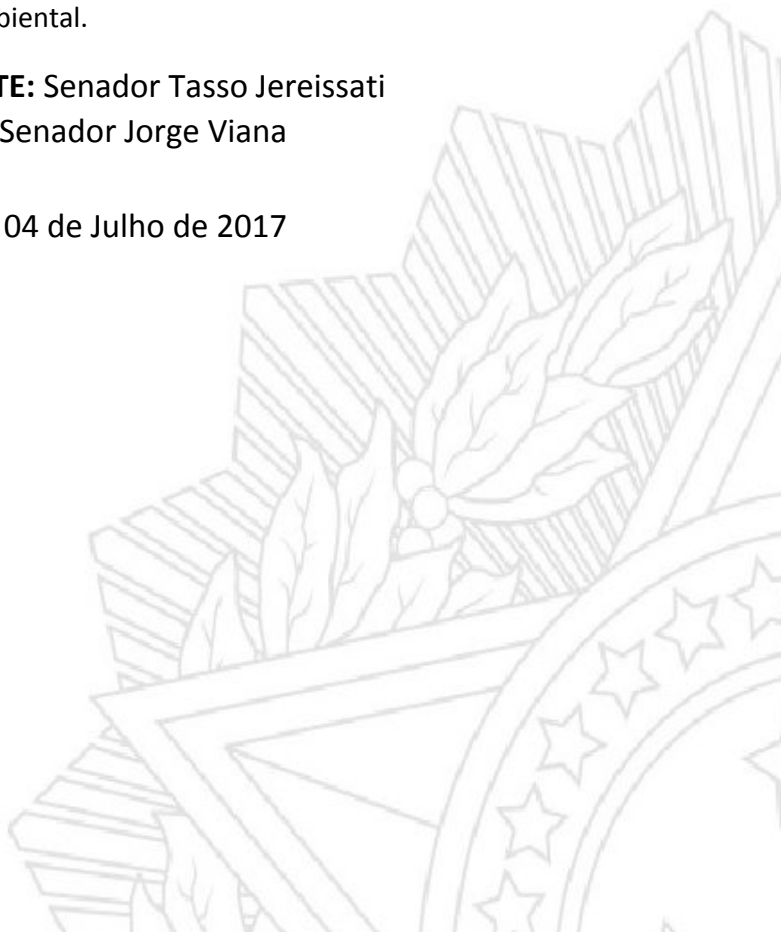 biental.
TE: Senador Tasso Jereissati
Senador Jorge Viana
04 de Julho de 2017